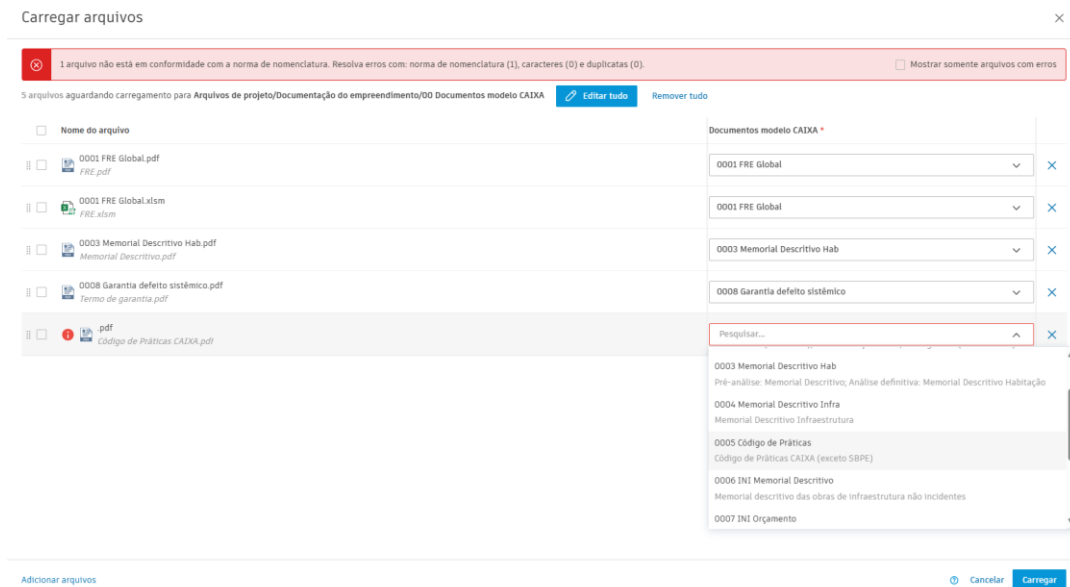 Carregar arquivos
1 arquivo não está em conformidade com a norma de nomenclatura. Resolva erros com: norma de nomenclatura (1), caracteres (0) e duplicatas (0).
Mostrar somente arquivos com erros
5 arquivos aguardando carregamento para Arquivos de projeto/Documentação do empreendimento/00 Documentos modelo CAIXA
Editar tudo
Remover tudo
Nome do arquivo
Documentos modelo CAIXA *
0001 FRE Global.pdf
FRE.pdf
0001 FRE Global
0001 FRE Global.xlsm
FRE.xlsm
0001 FRE Global
0003 Memorial Descritivo Hab.pdf
Memorial Descritivo.pdf
0003 Memorial Descritivo Hab
0008 Garantia defeito sistêmico.pdf
Termo de garantia.pdf
0008 Garantia defeito sistêmico
.pdf
Código de Práticas CAIXA.pdf
Pesquisar...
0003 Memorial Descritivo Hab
Pré-análise: Memorial Descritivo; Análise definitiva: Memorial Descritivo Habitação
0004 Memorial Descritivo Infra
Memorial Descritivo Infraestrutura
0005 Código de Práticas
Código de Práticas CAIXA (exceto SBPE)
0006 INI Memorial Descritivo
Memorial descritivo das obras de infraestrutura não incidentes
0007 INI Orçamento
Adicionar arquivos
Cancelar
Carregar